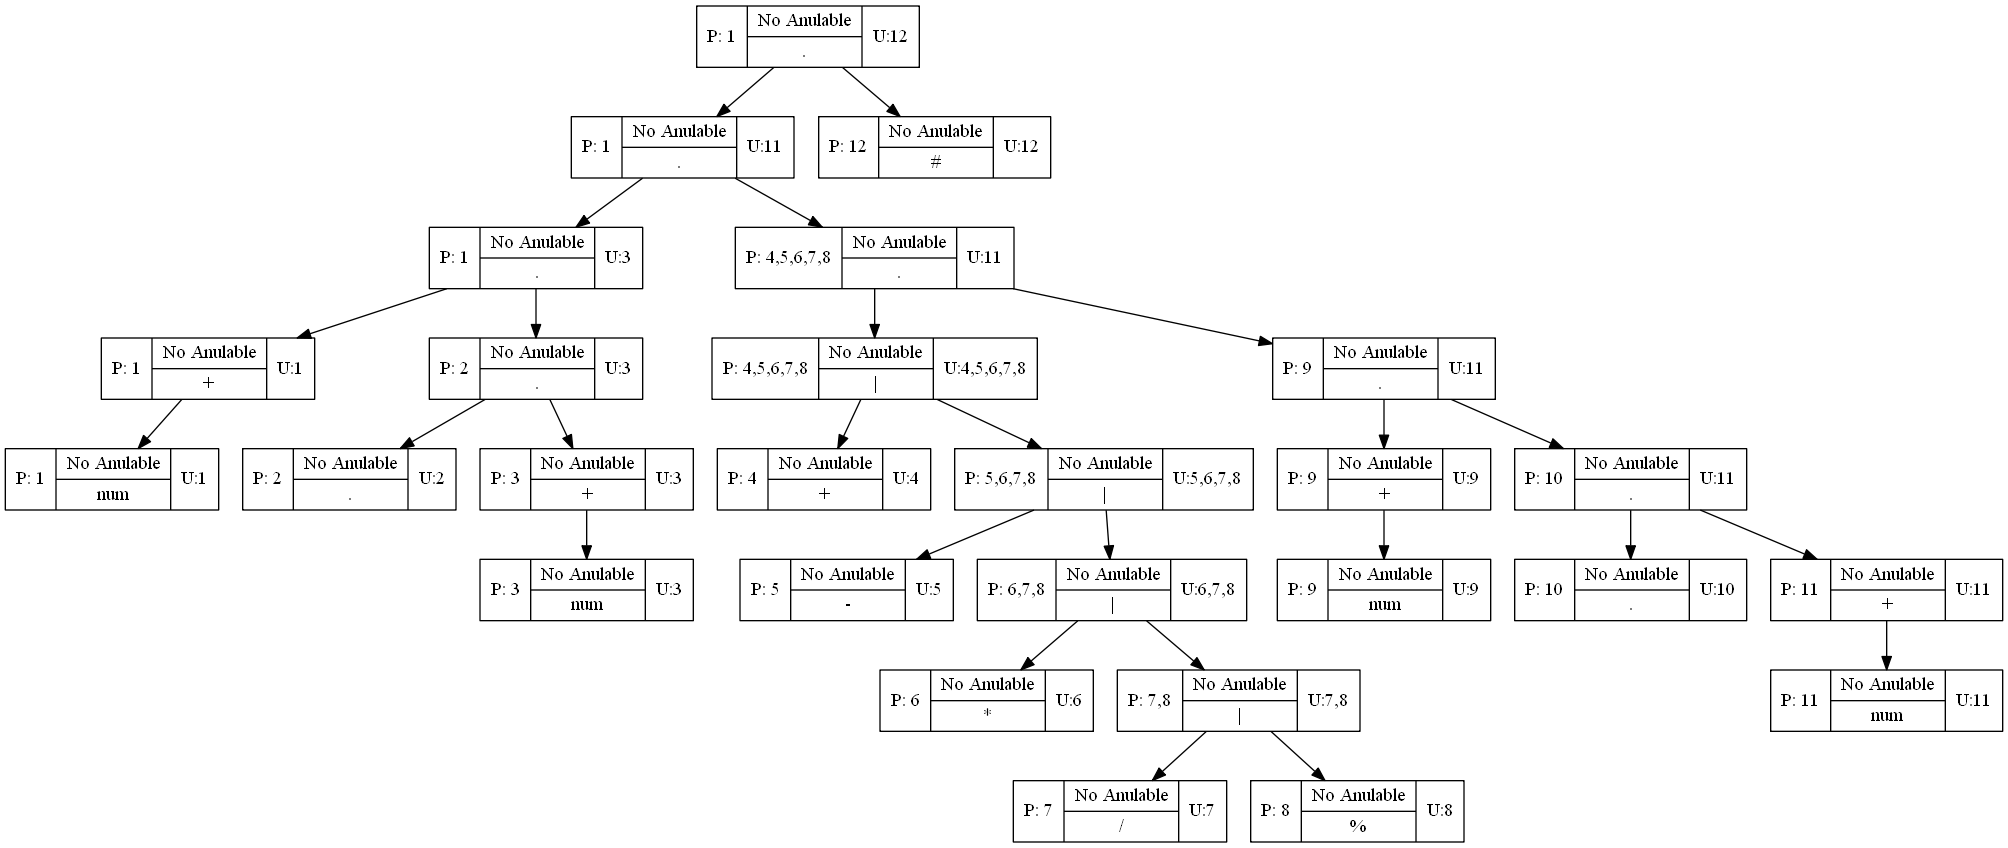 P: 1 No Anulable . U:12
P: 1 No Anulable . U:11
P: 12 No Anulable # U:12
P: 1 No Anulable . U:3
P: 4,5,6,7,8 No Anulable . U:11
P: 1 No Anulable + U:1
P: 2 No Anulable . U:3
P: 4,5,6,7,8 No Anulable | U:4,5,6,7,8
P: 9 No Anulable . U:11
P: 1 No Anulable num U:1
P: 2 No Anulable . U:2
P: 3 No Anulable + U:3
P: 4 No Anulable + U:4
P: 5,6,7,8 No Anulable | U:5,6,7,8
P: 9 No Anulable + U:9
P: 10 No Anulable . U:11
P: 3 No Anulable num U:3
P: 5 No Anulable - U:5
P: 6,7,8 No Anulable | U:6,7,8
P: 9 No Anulable num U:9
P: 10 No Anulable . U:10
P: 11 No Anulable + U:11
P: 6 No Anulable * U:6
P: 7,8 No Anulable | U:7,8
P: 11 No Anulable num U:11
P: 7 No Anulable / U:7
P: 8 No Anulable % U:8